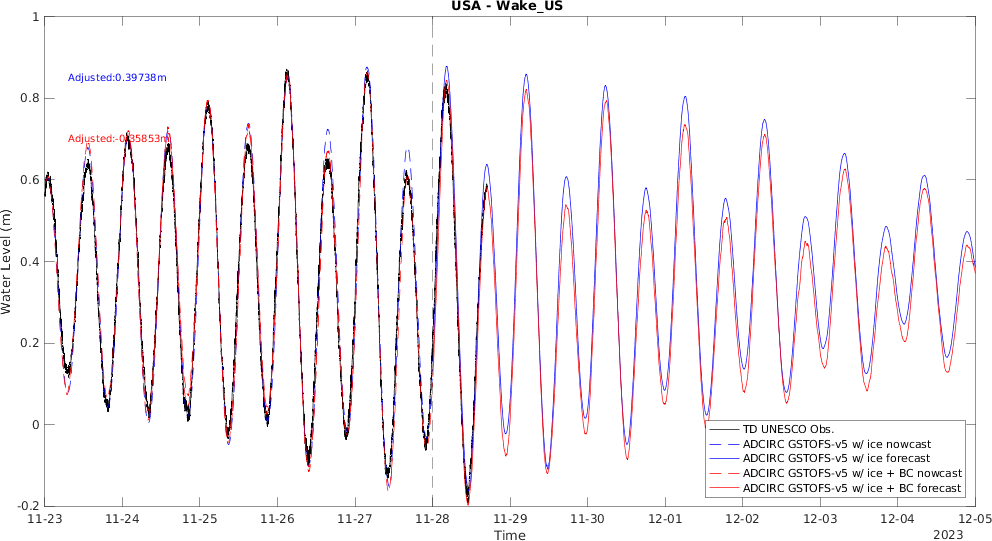 USA - Wake_US
1
0.8
0.6
0.4
0.2
0
-0.2
Water Level (m)
Adjusted:0.39738m
Adjusted:-0.35853m
TD UNESCO Obs.
ADCIRC GSTOFS-v5 w/ ice nowcast
ADCIRC GSTOFS-v5 w/ ice forecast
ADCIRC GSTOFS-v5 w/ ice + BC nowcast
ADCIRC GSTOFS-v5 w/ ice + BC forecast
11-23 11-24 11-25 11-26 11-27 11-28 11-29 11-30 12-01 12-02 12-03 12-04 12-05
Time
2023